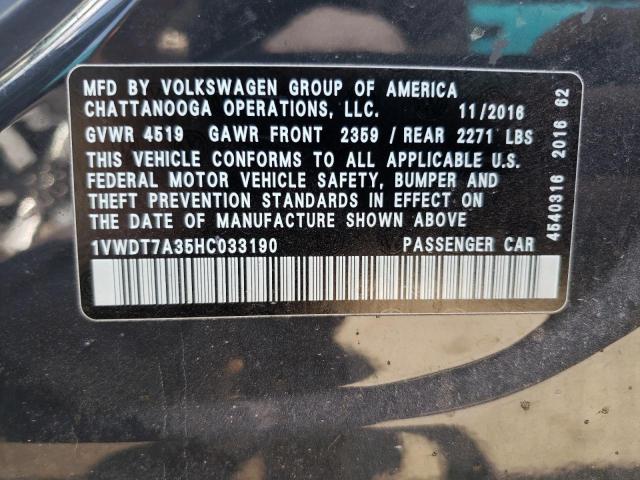 MFD BY VOLKSWAGEN GROUP OF AMERICA
CHATTANOOGA OPERATIONS, LLC. 11/2016
GVWR 4519 GAWR FRONT 2359 / REAR 2271 LBS
THIS VEHICLE CONFORMS TO ALL APPLICABLE U.S.
FEDERAL MOTOR VEHICLE SAFETY, BUMPER AND
THEFT PREVENTION STANDARDS IN EFFECT ON
THE DATE OF MANUFACTURE SHOWN ABOVE
1VWDT7A35HC033190 PASSENGER CAR
4540316 2016 62